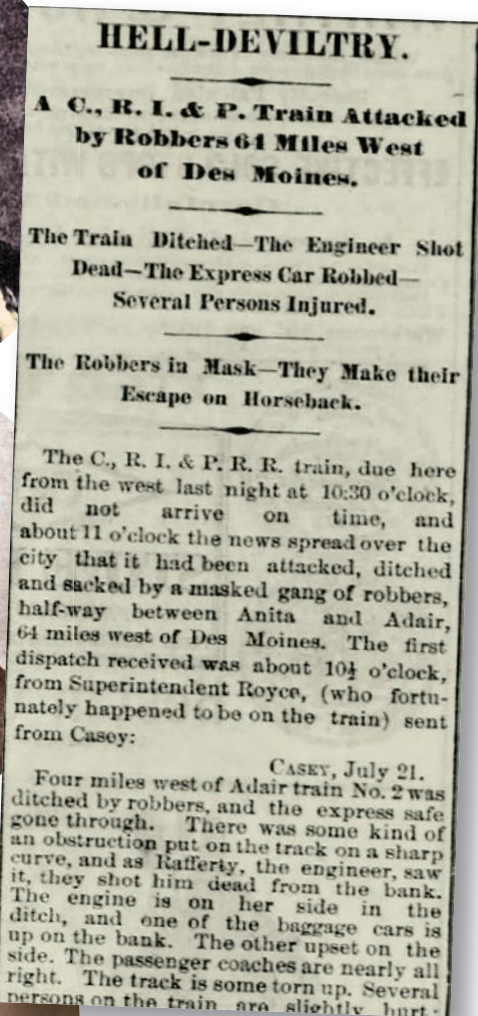 HELL-DEVILTRY.
A C., R. I. & P. Train Attacked
by Robbers 64 Miles West
of Des Moines.
The Train Ditched—The Engineer Shot
Dead—The Express Car Robbed—
Several Persons Injured.
The Robbers in Mask—They Make their
Escape on Horseback.
The C., R. I. & P. R. R. train, due here
from the west last night at 10:30 o'clock,
did not arrive on time, and
about 11 o'clock the news spread over the
city that it had been attacked, ditched
and sacked by a masked gang of robbers,
half-way between Anita and Adair,
64 miles west of Des Moines. The first
dispatch received was about 10½ o'clock,
from Superintendent Royce, (who fortu-
nately happened to be on the train) sent
from Casey:
CASEY, July 21.
Four miles west of Adair train No. 2 was
ditched by robbers, and the express safe
gone through. There was some kind of
an obstruction put on the track on a sharp
curve, and as Rafferty, the engineer, saw
it, they shot him dead from the bank.
The engine is on her side in the
ditch, and one of the baggage cars is
up on the bank. The other upset on the
side. The passenger coaches are nearly all
right. The track is some torn up. Several
persons on the train are slightly hurt;